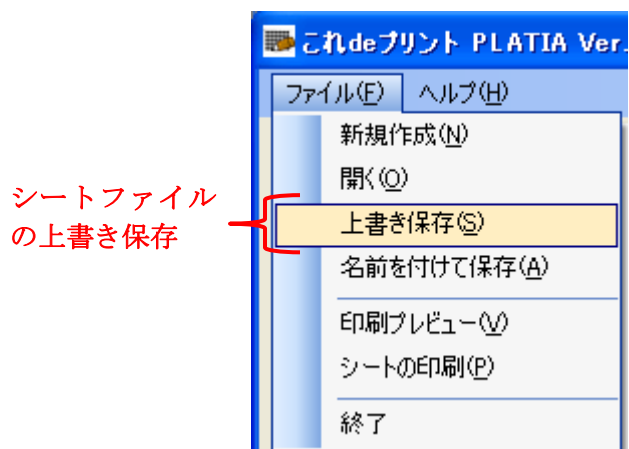 これdeプリント PLATIA Ver.
ファイル(F) ヘルプ(H)
新規作成(N)
開く(O)
シートファイル
の上書き保存
上書き保存(S)
名前を付けて保存(A)
印刷プレビュー(V)
シートの印刷(P)
終了